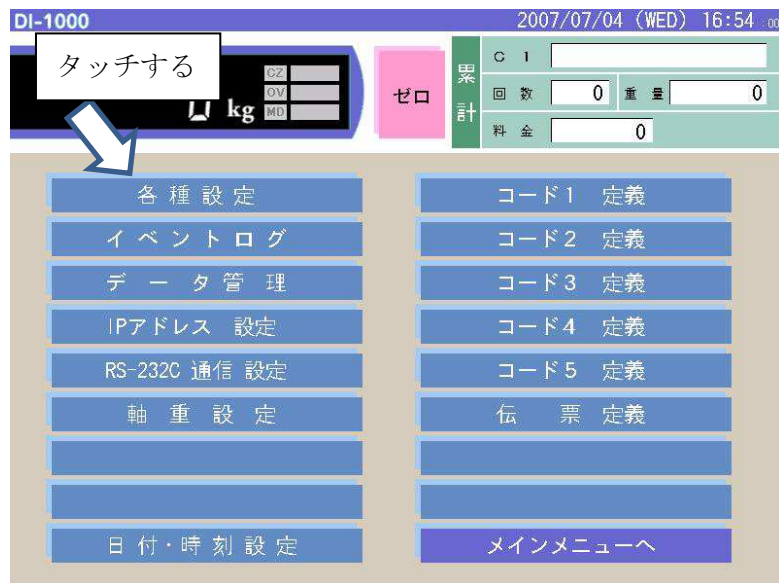 DI-1000 2007/07/04 (WED) 16:54 :00
タッチする
CZ
OV
MD
0 kg
ゼロ
累計
C 1
回数 0 重量 0
料金 0
各種設定
イベントログ
データ管理
IPアドレス 設定
RS-232C 通信 設定
軸重設定
日付・時刻設定
コード1 定義
コード2 定義
コード3 定義
コード4 定義
コード5 定義
伝票 定義
メインメニューへ